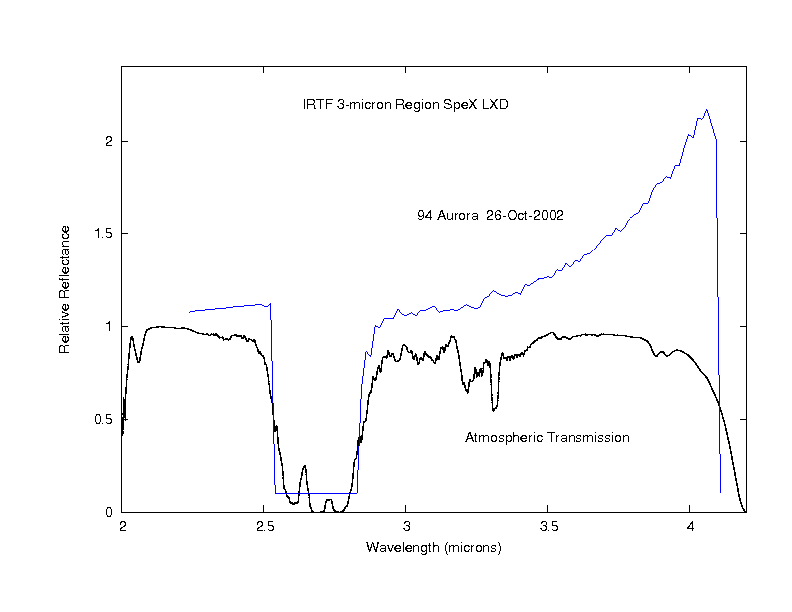 IRTF 3-micron Region SpeX LXD
2
94 Aurora 26-Oct-2002
1.5
Relative Reflectance
1
0.5
Atmospheric Transmission
0
2 2.5 3 3.5 4
Wavelength (microns)